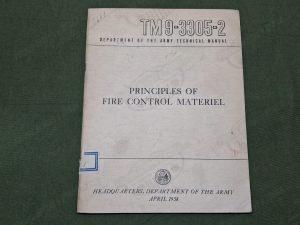 TM 9-3305-2
DEPARTMENT OF THE ARMY TECHNICAL MANUAL
PRINCIPLES OF
FIRE CONTROL MATERIEL
HEADQUARTERS, DEPARTMENT OF THE ARMY
APRIL 1958